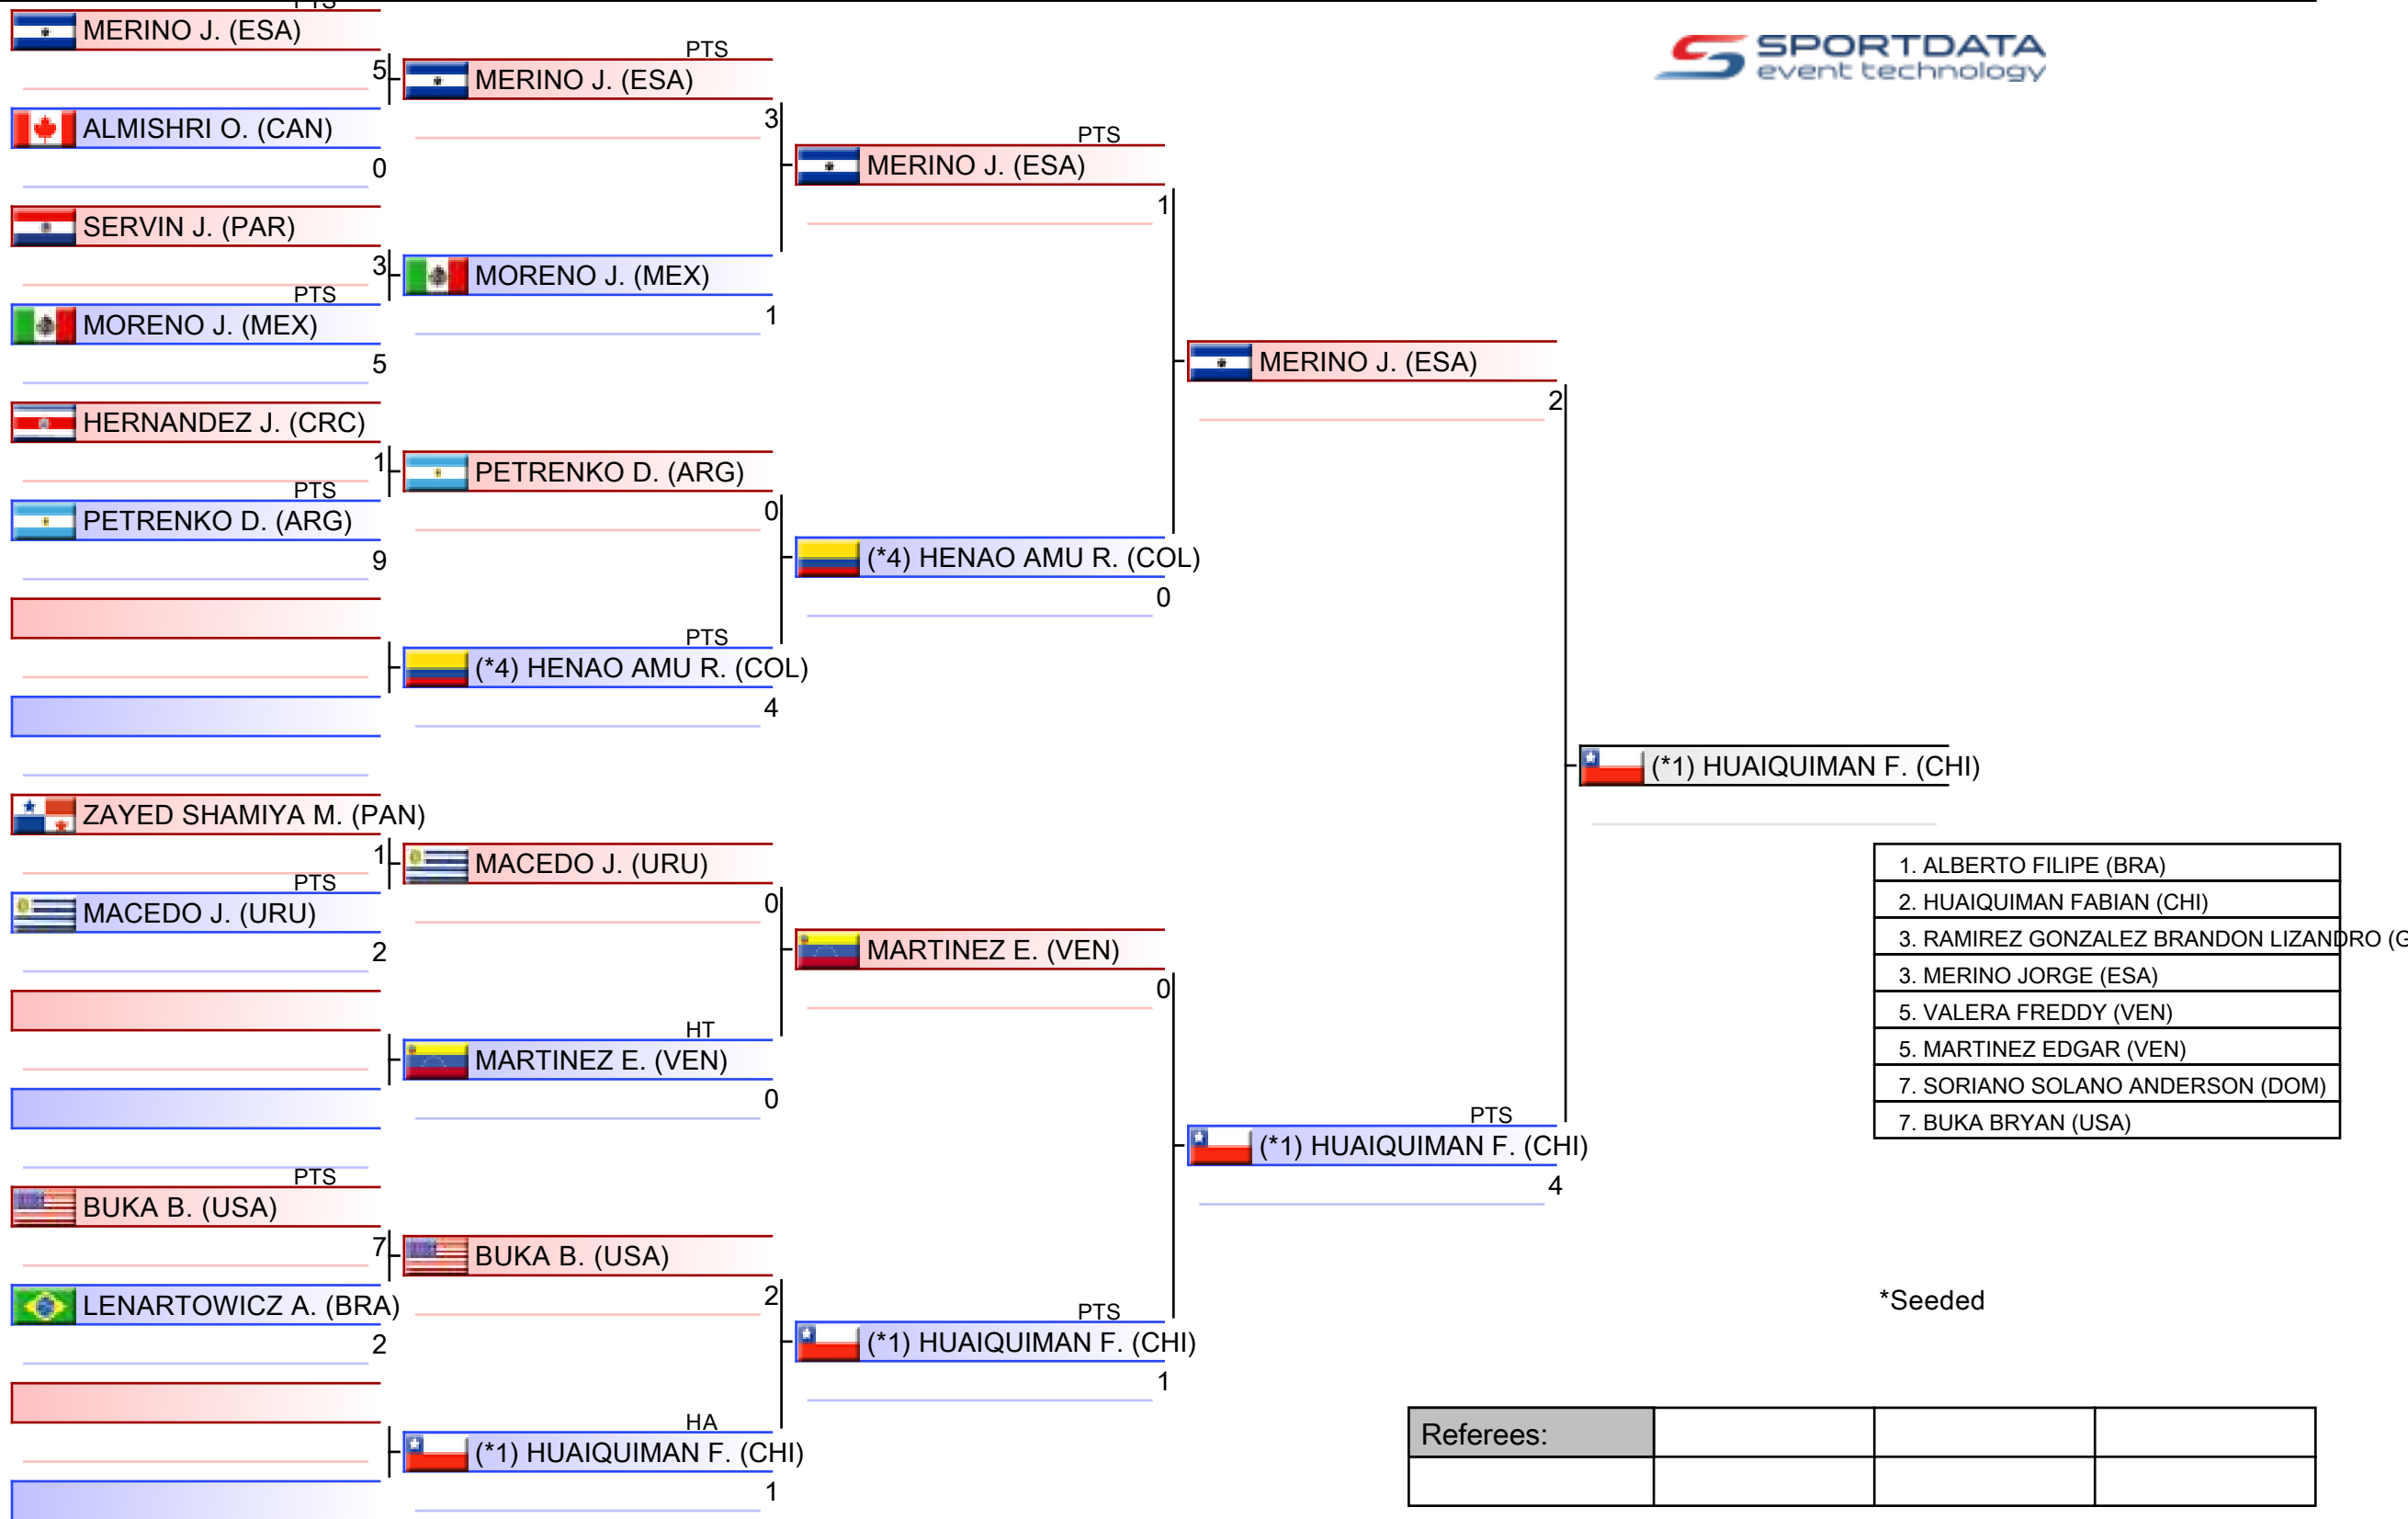 PTS
MERINO J. (ESA)
5
ALMISHRI O. (CAN)
0
SERVIN J. (PAR)
3
PTS
MORENO J. (MEX)
5
HERNANDEZ J. (CRC)
1
PTS
PETRENKO D. (ARG)
9
ZAYED SHAMIYA M. (PAN)
1
PTS
MACEDO J. (URU)
2
PTS
BUKA B. (USA)
7
LENARTOWICZ A. (BRA)
2
PTS
MERINO J. (ESA)
3
MORENO J. (MEX)
1
PETRENKO D. (ARG)
0
PTS
(*4) HENAO AMU R. (COL)
4
MACEDO J. (URU)
0
HT
MARTINEZ E. (VEN)
0
BUKA B. (USA)
2
HA
(*1) HUAIQUIMAN F. (CHI)
1
PTS
MERINO J. (ESA)
1
(*4) HENAO AMU R. (COL)
0
MARTINEZ E. (VEN)
0
PTS
(*1) HUAIQUIMAN F. (CHI)
1
MERINO J. (ESA)
2
PTS
(*1) HUAIQUIMAN F. (CHI)
4
(*1) HUAIQUIMAN F. (CHI)
SPORTDATA
event technology
1. ALBERTO FILIPE (BRA)
2. HUAIQUIMAN FABIAN (CHI)
3. RAMIREZ GONZALEZ BRANDON LIZANDRO (G
3. MERINO JORGE (ESA)
5. VALERA FREDDY (VEN)
5. MARTINEZ EDGAR (VEN)
7. SORIANO SOLANO ANDERSON (DOM)
7. BUKA BRYAN (USA)
*Seeded
Referees: